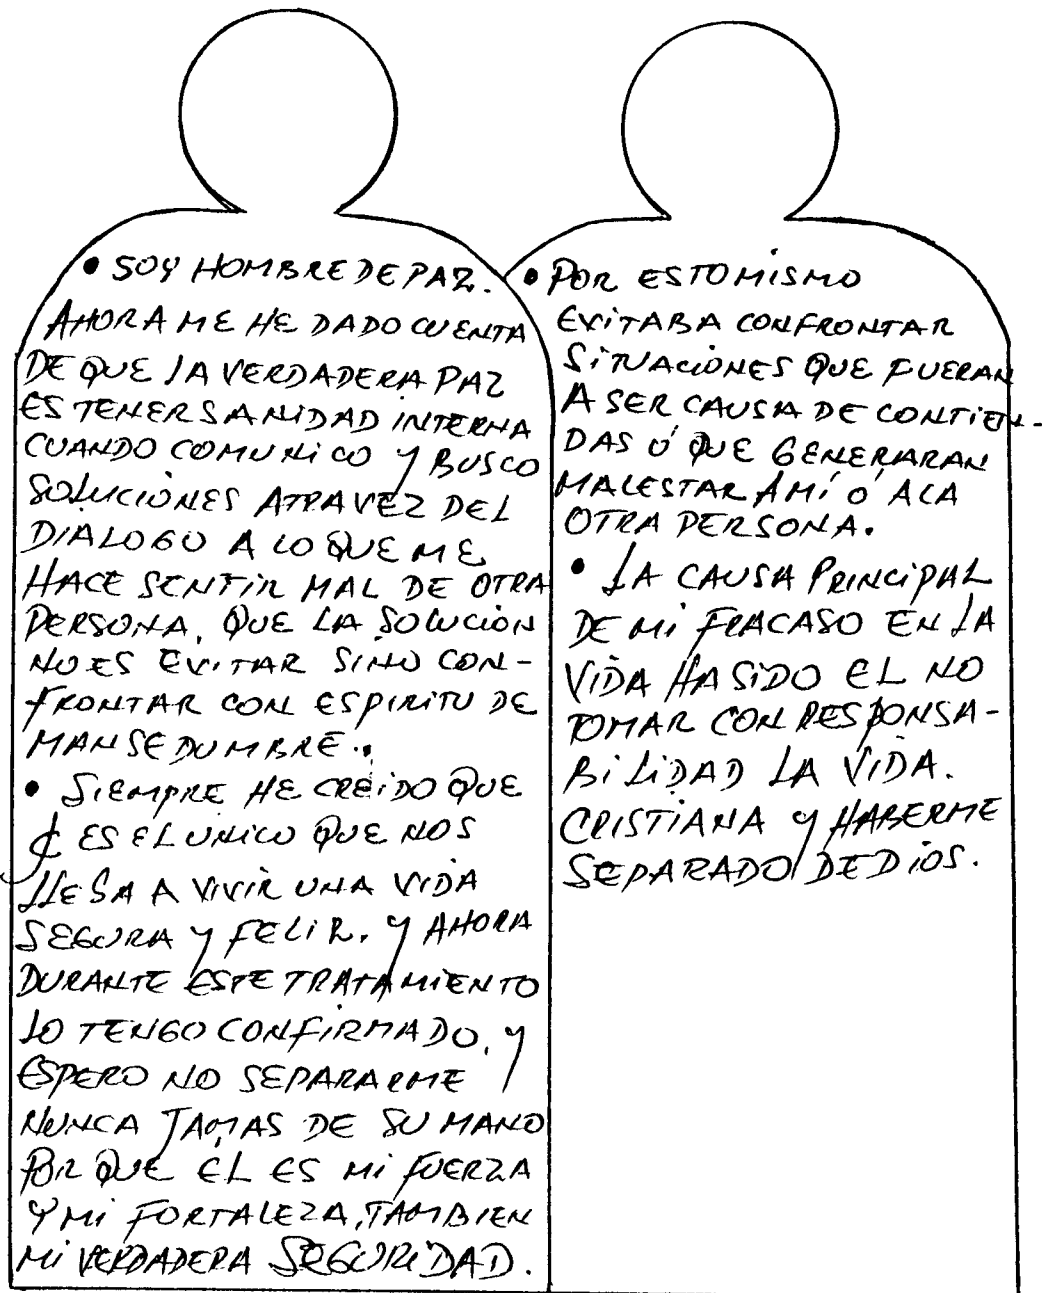 • SOY HOMBRE DE PAZ.
AHORA ME HE DADO CUENTA
DE QUE LA VERDADERA PAZ
ES TENER SANIDAD INTERNA
CUANDO COMUNICO Y BUSCO
SOLUCIONES ATRAVEZ DEL
DIALOGO A LO QUE ME
HACE SENTIR MAL DE OTRA
PERSONA, QUE LA SOLUCION
NO ES EVITAR SINO CON-
FRONTAR CON ESPIRITU DE
MANSEDUMBRE..
• SIEMPRE HE CREIDO QUE
ES EL UNICO QUE NOS
LLEGA A VIVIR UNA VIDA
SEGURA Y FELIR. Y AHORA
DURANTE ESTE TRATAMIENTO
LO TENGO CONFIRMADO, Y
ESPERO NO SEPARARME
NUNCA JAMAS DE SU MANO
POR QUE ÉL ES MI FUERZA
Y MI FORTALEZA, TAMBIEN
MI VERDADERA SEGURIDAD.
• POR ESTO MISMO
EVITABA CONFRONTAR
SITUACIONES QUE FUERAN
A SER CAUSA DE CONTIEN-
DAS Ó QUE GENERARAN
MALESTAR ÁMÍ Ó ALA
OTRA PERSONA.
• LA CAUSA PRINCIPAL
DE MI FRACASO EN LA
VIDA HA SIDO EL NO
TOMAR CON RESPONSA-
BILIDAD LA VIDA.
CRISTIANA Y HABERME
SEPARADO DE DIOS.